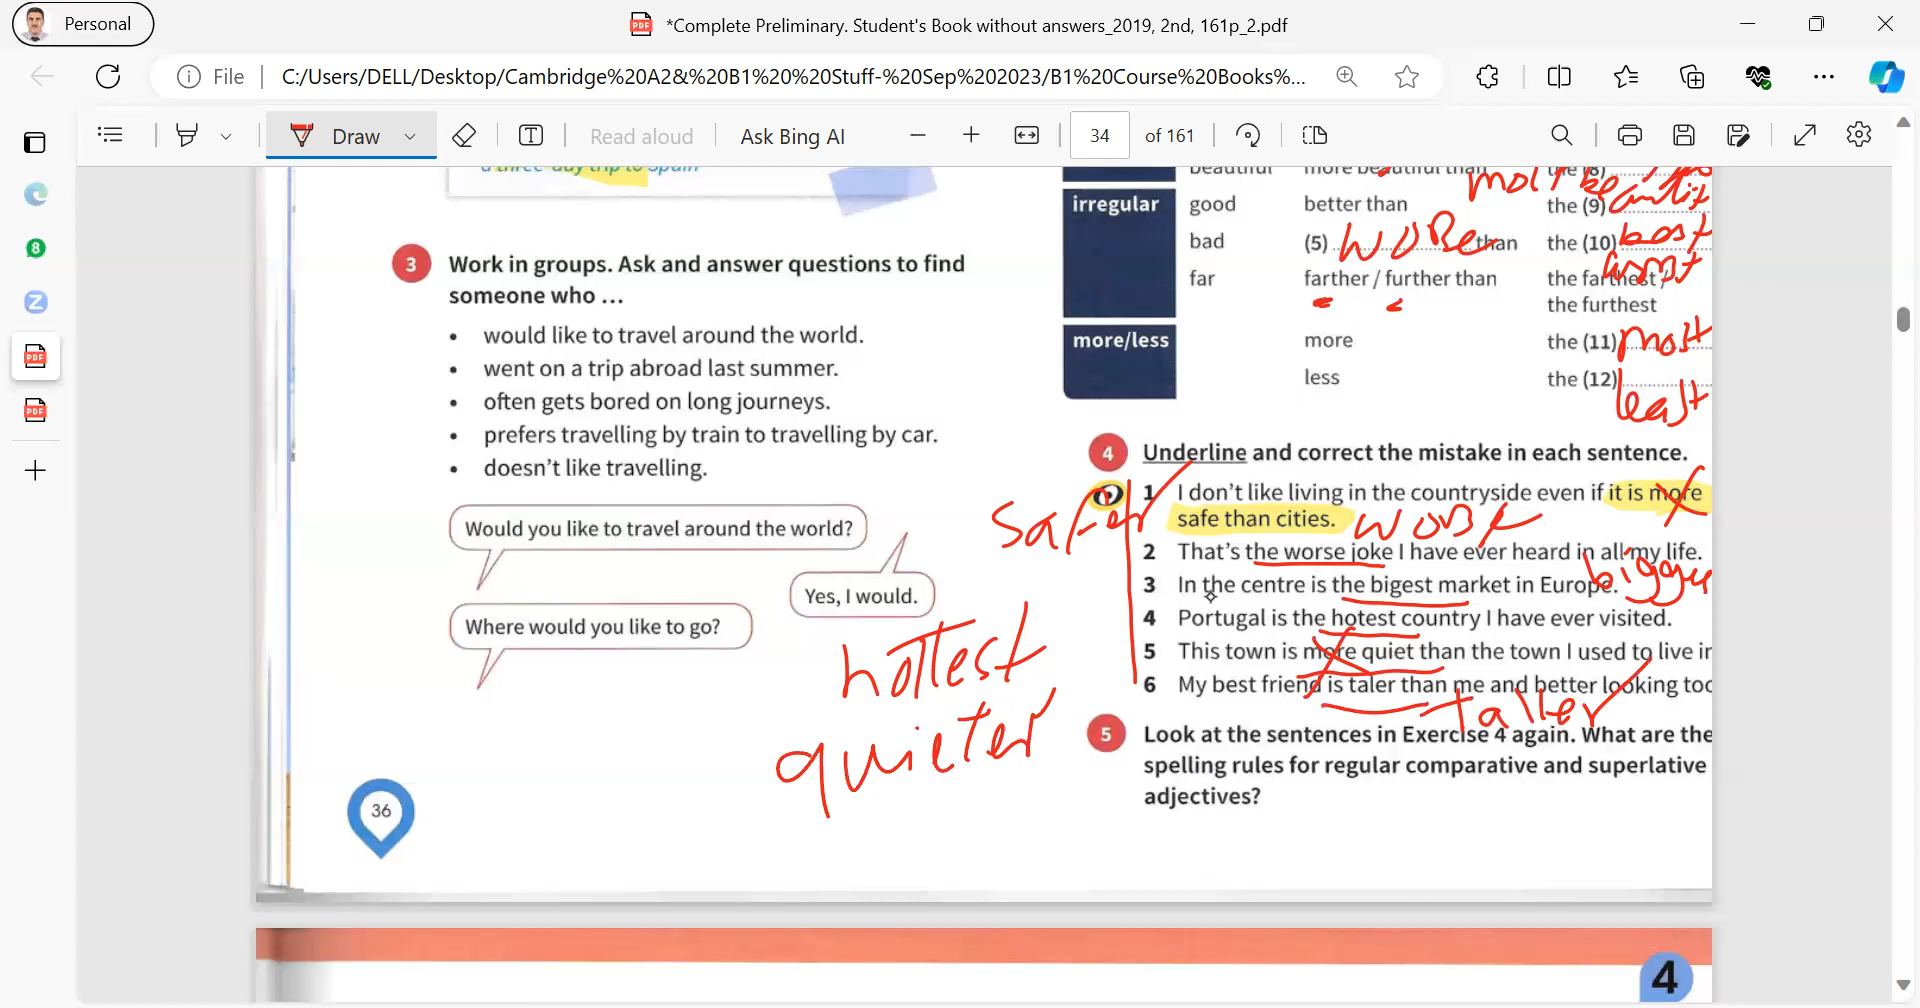 Personal
*Complete Preliminary. Student's Book without answers_2019, 2nd, 161p_2.pdf
File
C:/Users/DELL/Desktop/Cambridge%20A2&%20B1%20%20Stuff-%20Sep%202023/B1%20Course%20Books%...
Draw
Read aloud
Ask Bing AI
34 of 161
a three-day trip to Spain
3 Work in groups. Ask and answer questions to find
someone who ...
• would like to travel around the world.
• went on a trip abroad last summer.
• often gets bored on long journeys.
• prefers travelling by train to travelling by car.
• doesn't like travelling.
Would you like to travel around the world?
Yes, I would.
Where would you like to go?
36
beautiful more beautiful than the (8)
irregular good better than the (9)
best
bad (5) than the (10)
worst
far farther / further than the farthest /
the furthest
more/less more the (11) most
less the (12) least
4 Underline and correct the mistake in each sentence.
1 I don't like living in the countryside even if it is more
safe than cities.
safer
2 That's the worse joke I have ever heard in all my life.
3 In the centre is the bigest market in Europe.
4 Portugal is the hotest country I have ever visited.
hottest
5 This town is more quiet than the town I used to live in
quieter
6 My best friend is taler than me and better looking too
taller
5 Look at the sentences in Exercise 4 again. What are the
spelling rules for regular comparative and superlative
adjectives?
4